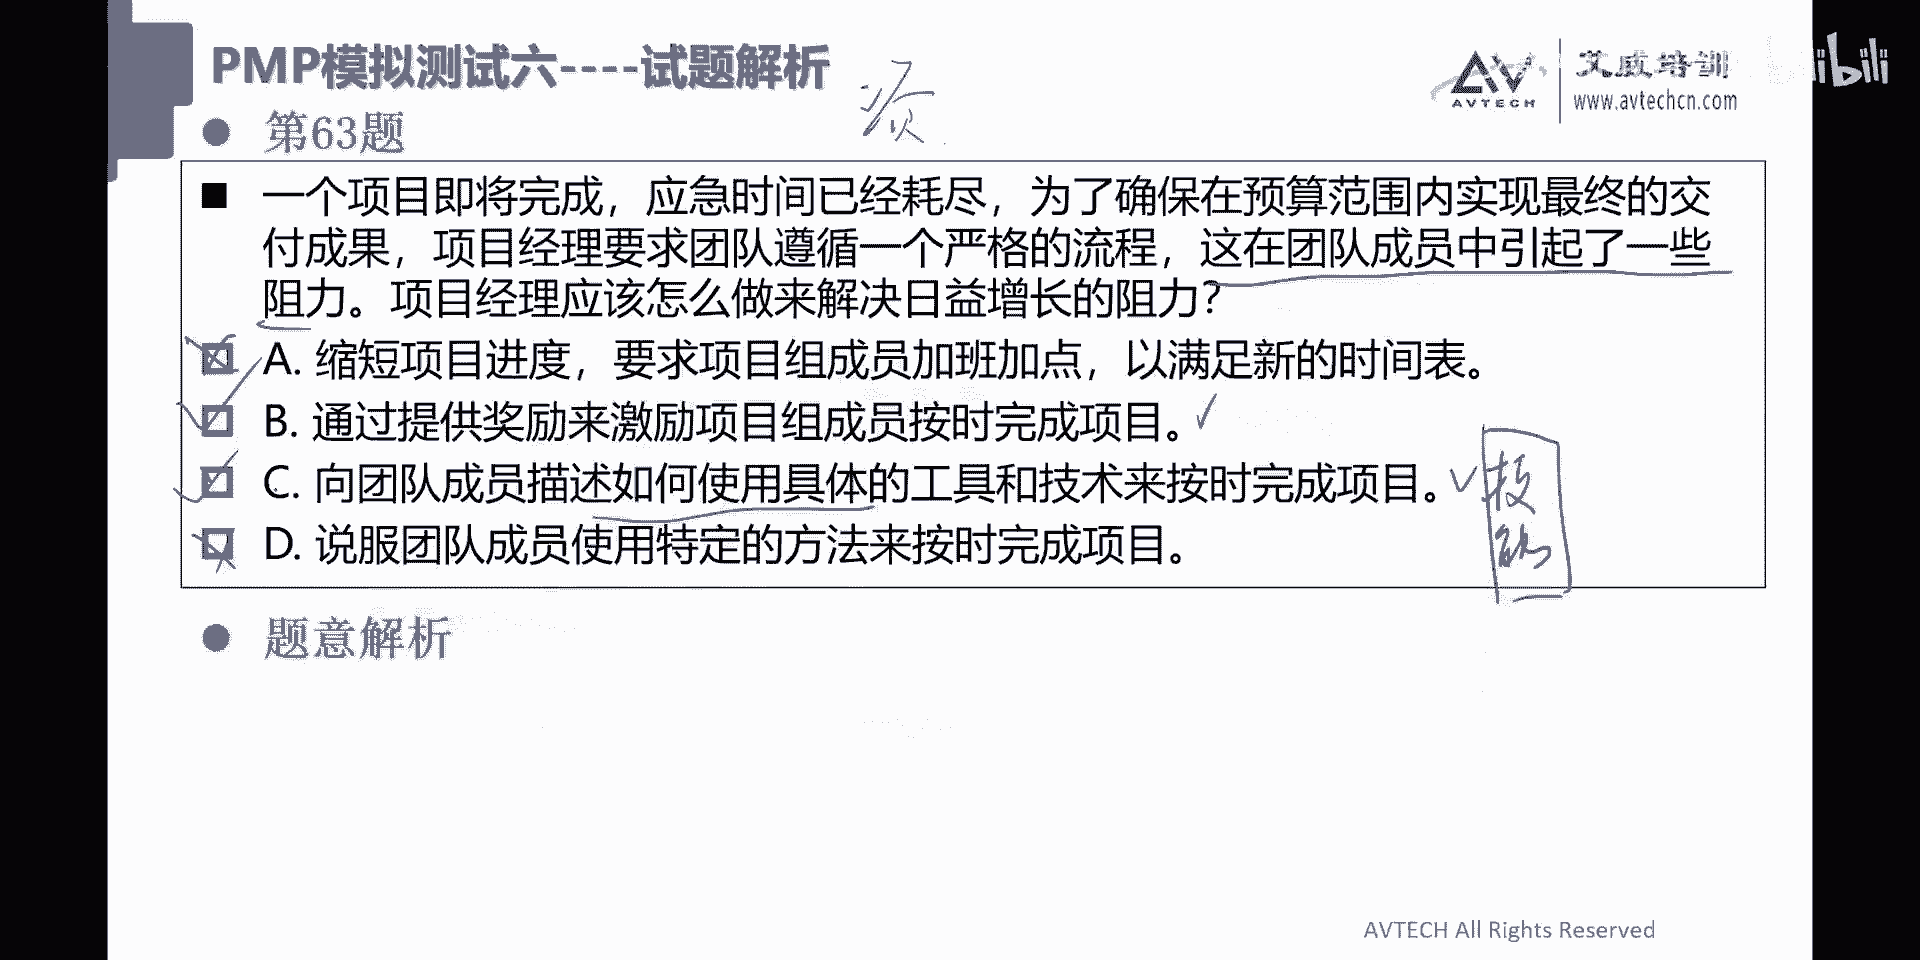 PMP模拟测试六----试题解析
AVTECH
艾威培训
www.avtechcn.com
bilibili
第63题
一个项目即将完成，应急时间已经耗尽，为了确保在预算范围内实现最终的交
付成果，项目经理要求团队遵循一个严格的流程，这在团队成员中引起了一些
阻力。项目经理应该怎么做来解决日益增长的阻力？
A. 缩短项目进度，要求项目组成员加班加点，以满足新的时间表。
B. 通过提供奖励来激励项目组成员按时完成项目。
C. 向团队成员描述如何使用具体的工具和技术来按时完成项目。
D. 说服团队成员使用特定的方法来按时完成项目。
题意解析
AVTECH All Rights Reserved